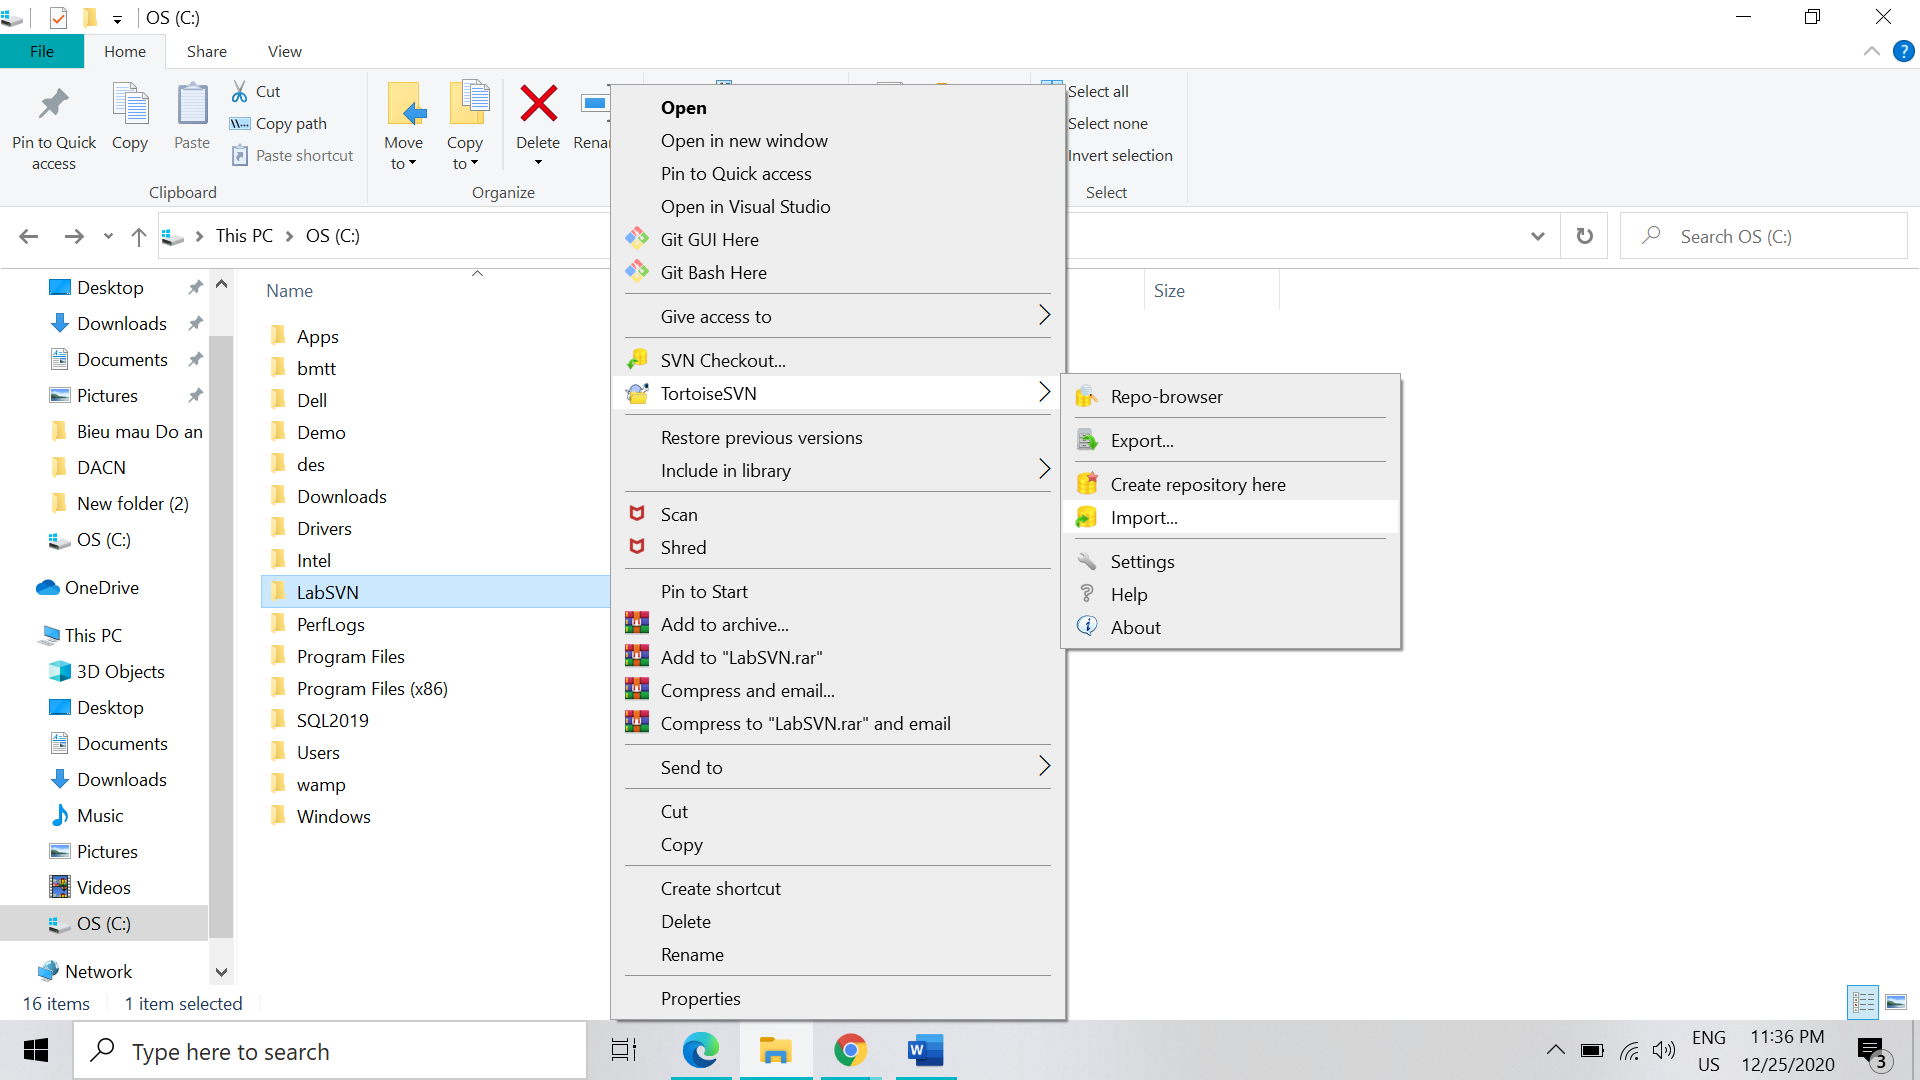 OS (C:)
File
Home
Share
View
Pin to Quick
access
Copy
Paste
Cut
Copy path
Paste shortcut
Clipboard
Move
to
Copy
to
Delete
Organize
Select all
Select none
Invert selection
Select
This PC
OS (C:)
Search OS (C:)
Desktop
Downloads
Documents
Pictures
Bieu mau Do an
DACN
New folder (2)
OS (C:)
OneDrive
This PC
3D Objects
Desktop
Documents
Downloads
Music
Pictures
Videos
OS (C:)
Network
Name
Size
Apps
bmtt
Dell
Demo
des
Downloads
Drivers
Intel
LabSVN
PerfLogs
Program Files
Program Files (x86)
SQL2019
Users
wamp
Windows
Open
Open in new window
Pin to Quick access
Open in Visual Studio
Git GUI Here
Git Bash Here
Give access to
SVN Checkout...
TortoiseSVN
Restore previous versions
Include in library
Scan
Shred
Pin to Start
Add to archive...
Add to "LabSVN.rar"
Compress and email...
Compress to "LabSVN.rar" and email
Send to
Cut
Copy
Create shortcut
Delete
Rename
Properties
Repo-browser
Export...
Create repository here
Import...
Settings
Help
About
16 items
1 item selected
Type here to search
W
ENG
US
11:36 PM
12/25/2020
3